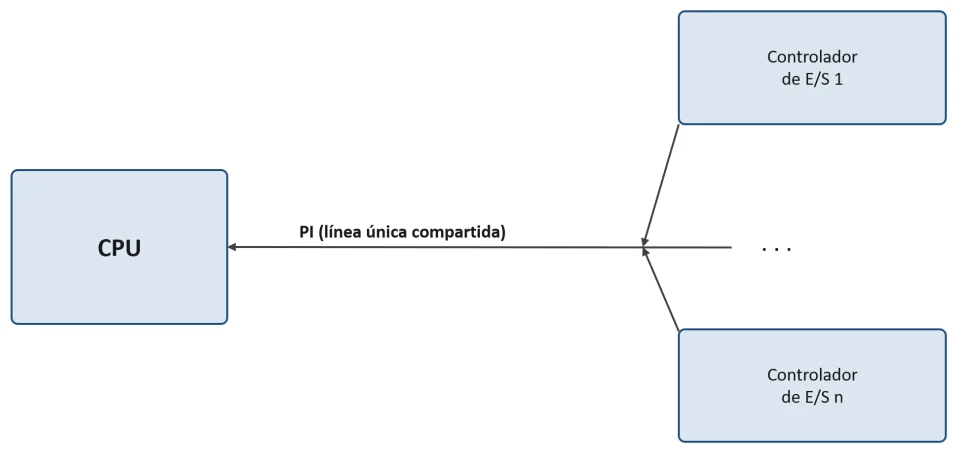 Controlador
de E/S 1
CPU
PI (línea única compartida)
. . .
Controlador
de E/S n